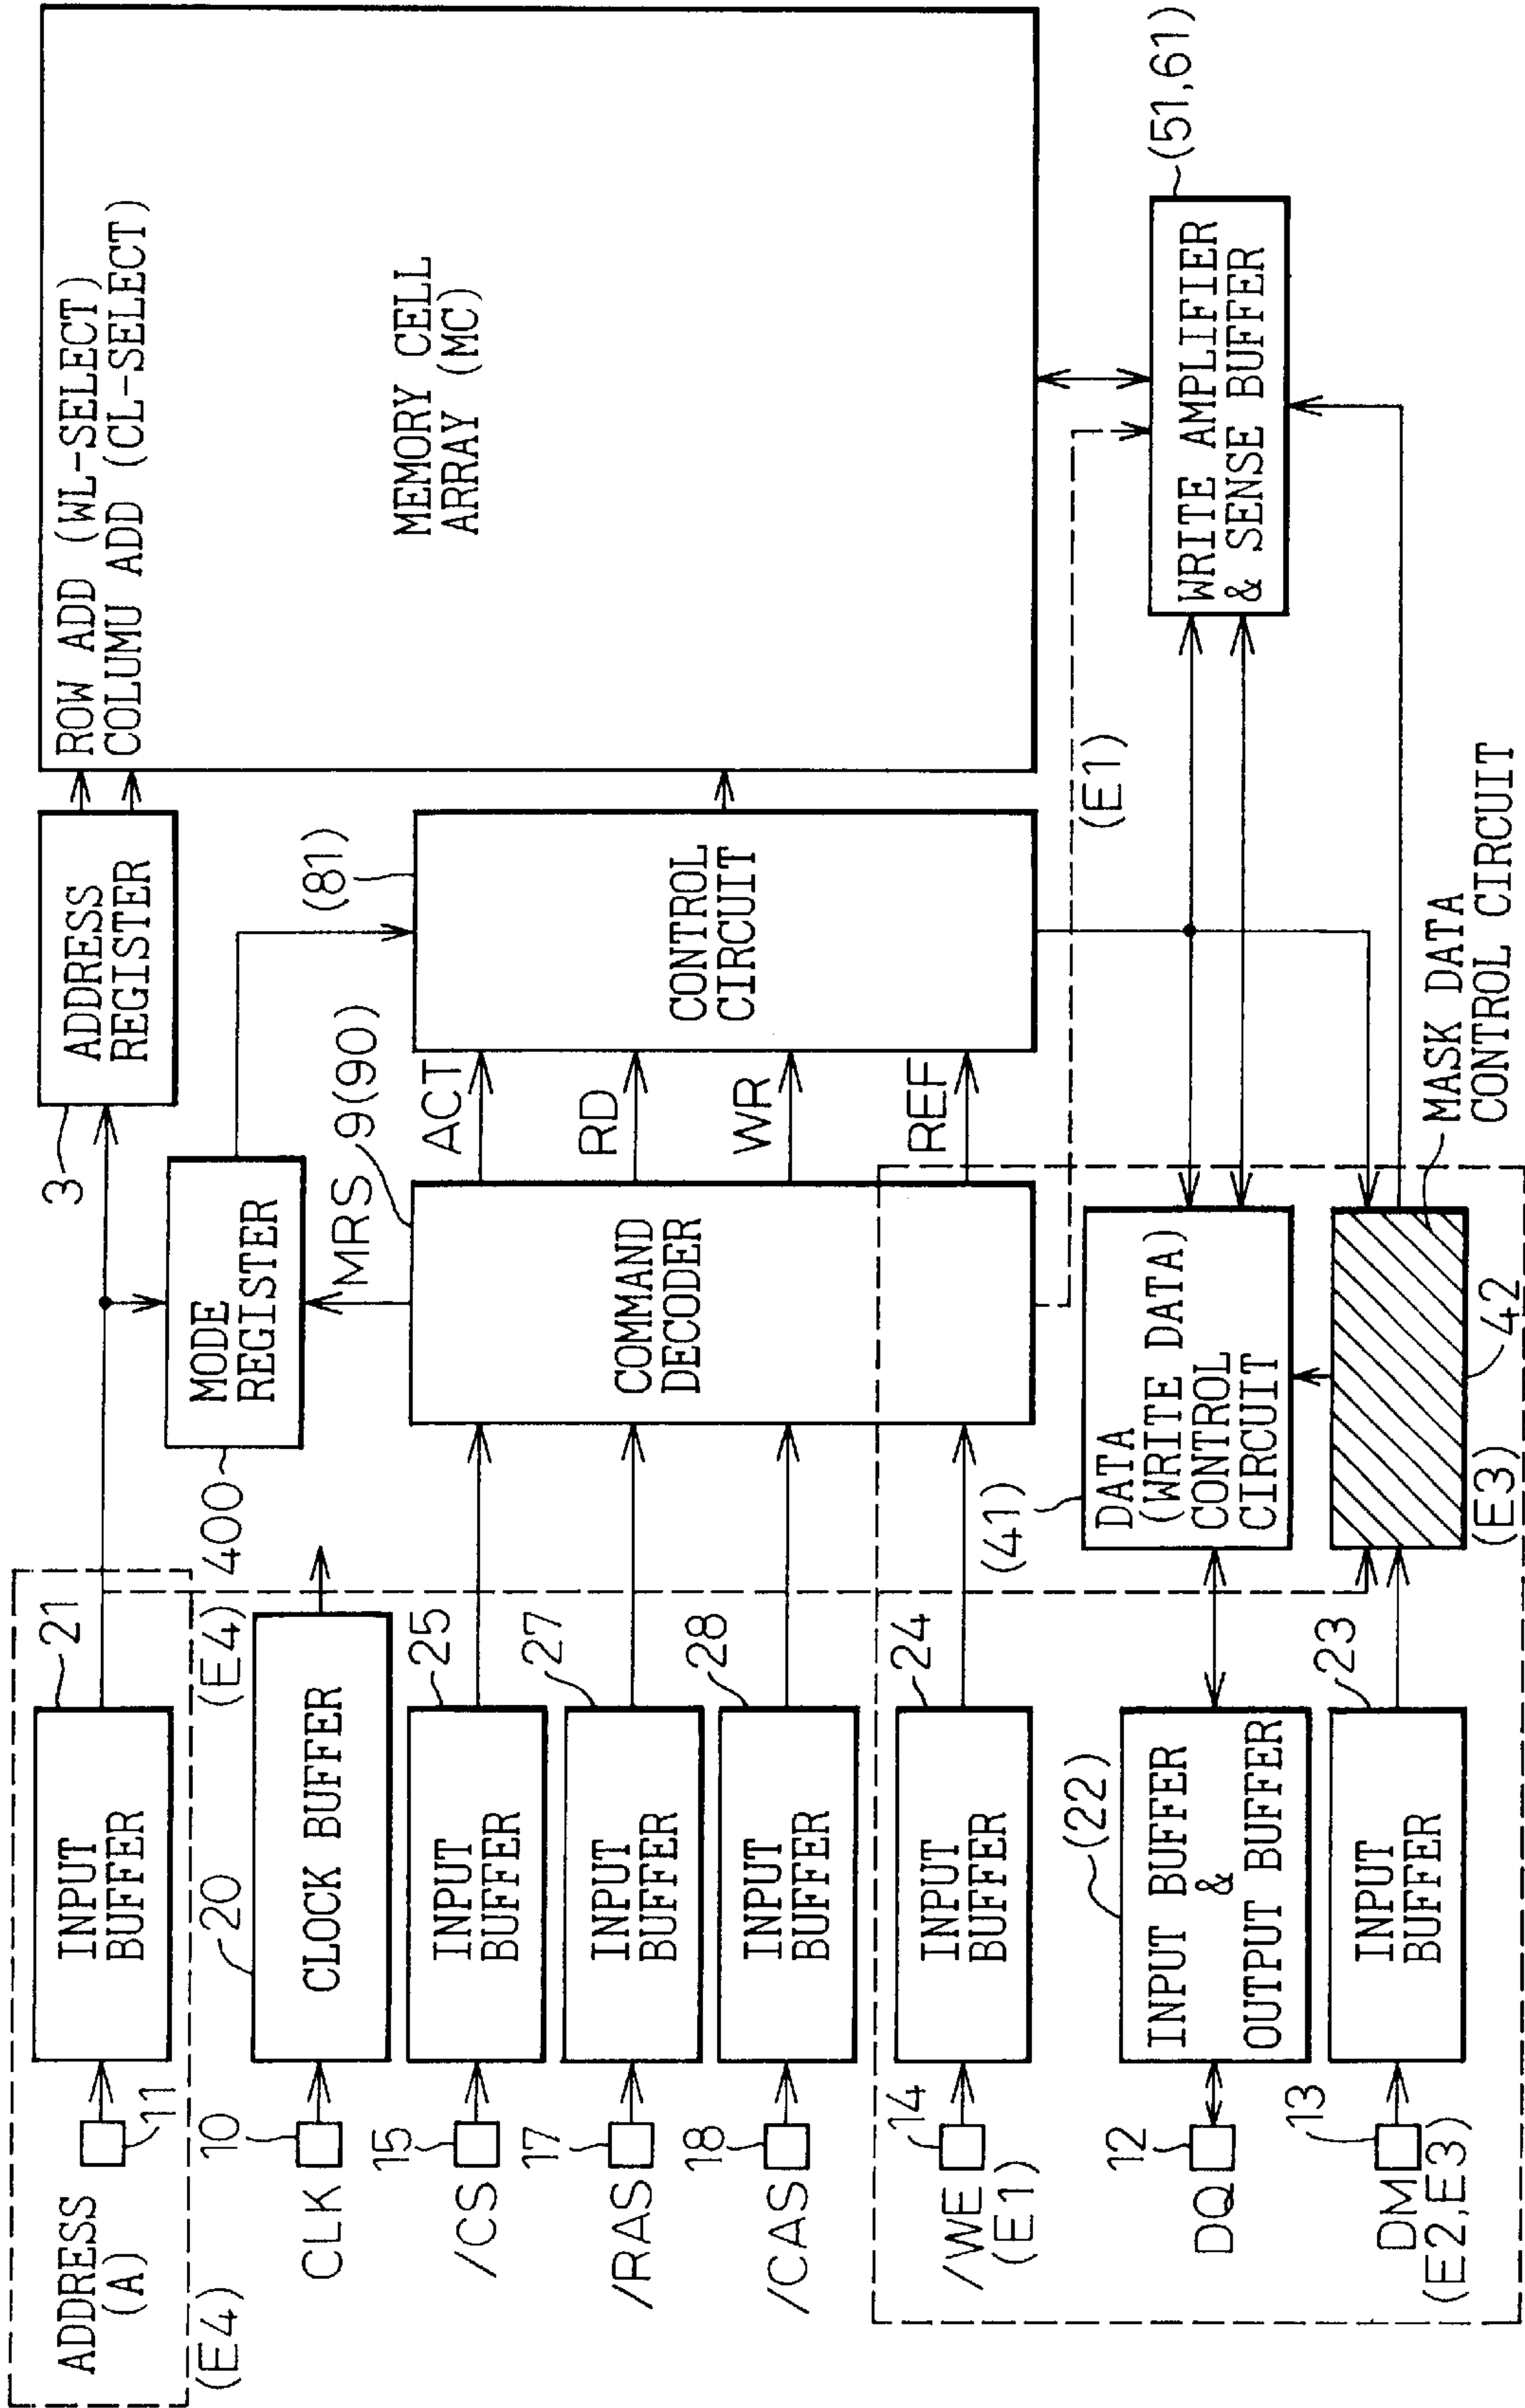 ADDRESS
(A)
(E4)
11
INPUT
BUFFER
21
(E4)
3
ADDRESS
REGISTER
ROW ADD (WL-SELECT)
COLUMU ADD (CL-SELECT)
MEMORY CELL
ARRAY (MC)
400
MODE
REGISTER
MRS
CLK
10
20
CLOCK BUFFER
/CS
15
INPUT
BUFFER
25
/RAS
17
INPUT
BUFFER
27
/CAS
18
INPUT
BUFFER
28
/WE
(E1)
14
INPUT
BUFFER
24
9(90)
COMMAND
DECODER
ACT
RD
WR
REF
(81)
CONTROL
CIRCUIT
(E1)
DQ
12
(22)
INPUT BUFFER
&
OUTPUT BUFFER
(41)
DATA
(WRITE DATA)
CONTROL
CIRCUIT
(51,61)
WRITE AMPLIFIER
& SENSE BUFFER
DM
(E2,E3)
13
INPUT
BUFFER
23
(E3)
42
MASK DATA
CONTROL CIRCUIT